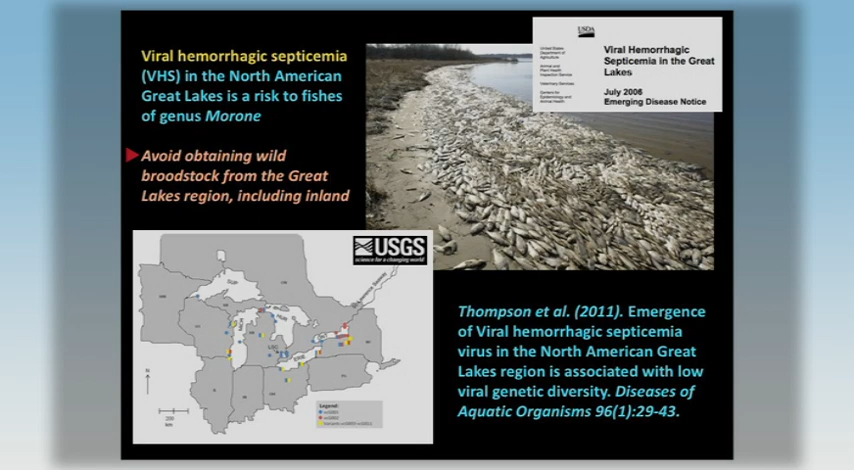 Viral hemorrhagic septicemia
(VHS) in the North American
Great Lakes is a risk to fishes
of genus Morone
Avoid obtaining wild
broodstock from the Great
Lakes region, including inland
USDA
United States
Department of
Agriculture
Animal and
Plant Health
Inspection Service
Veterinary Services
Centers for
Epidemiology and
Animal Health
Viral Hemorrhagic
Septicemia in the Great
Lakes
July 2006
Emerging Disease Notice
USGS
science for a changing world
N
200
km
Legend:
Thompson et al. (2011). Emergence
of Viral hemorrhagic septicemia
virus in the North American Great
Lakes region is associated with low
viral genetic diversity. Diseases of
Aquatic Organisms 96(1):29-43.